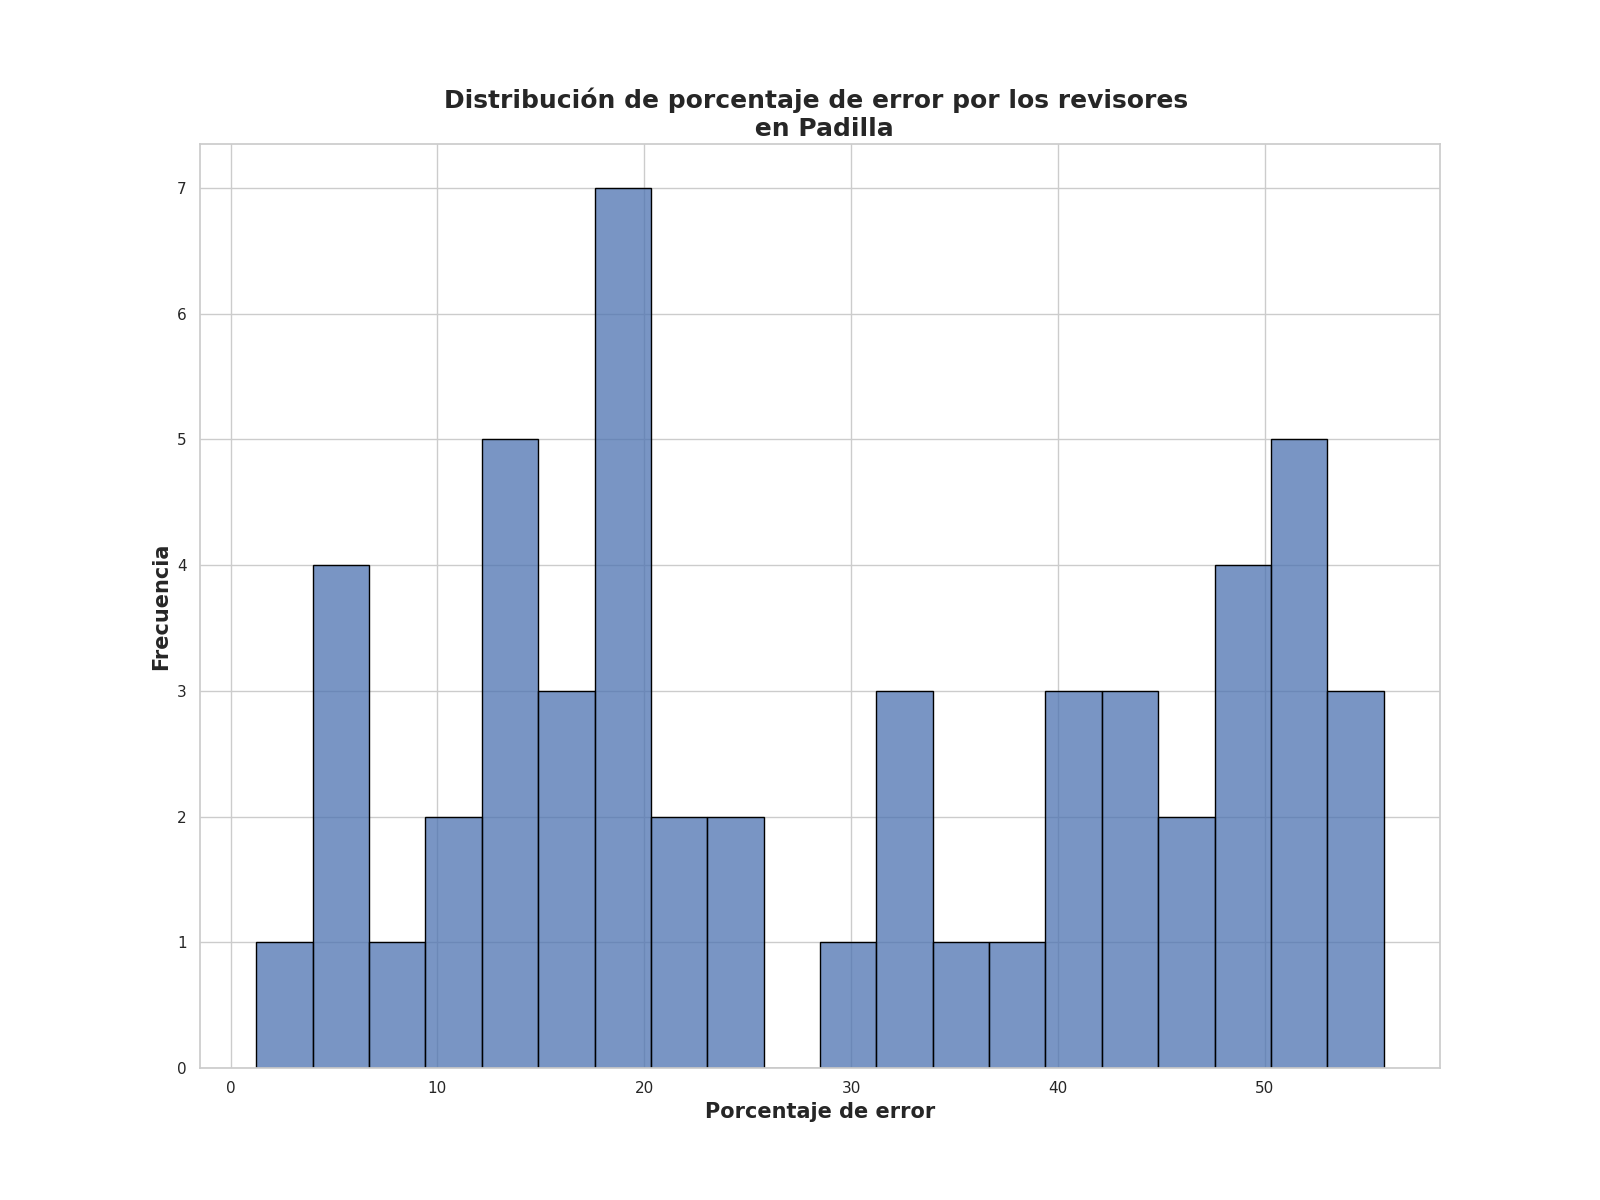 Distribución de porcentaje de error por los revisores
en Padilla
Frecuencia
7
6
5
4
3
2
1
0
0 10 20 30 40 50
Porcentaje de error